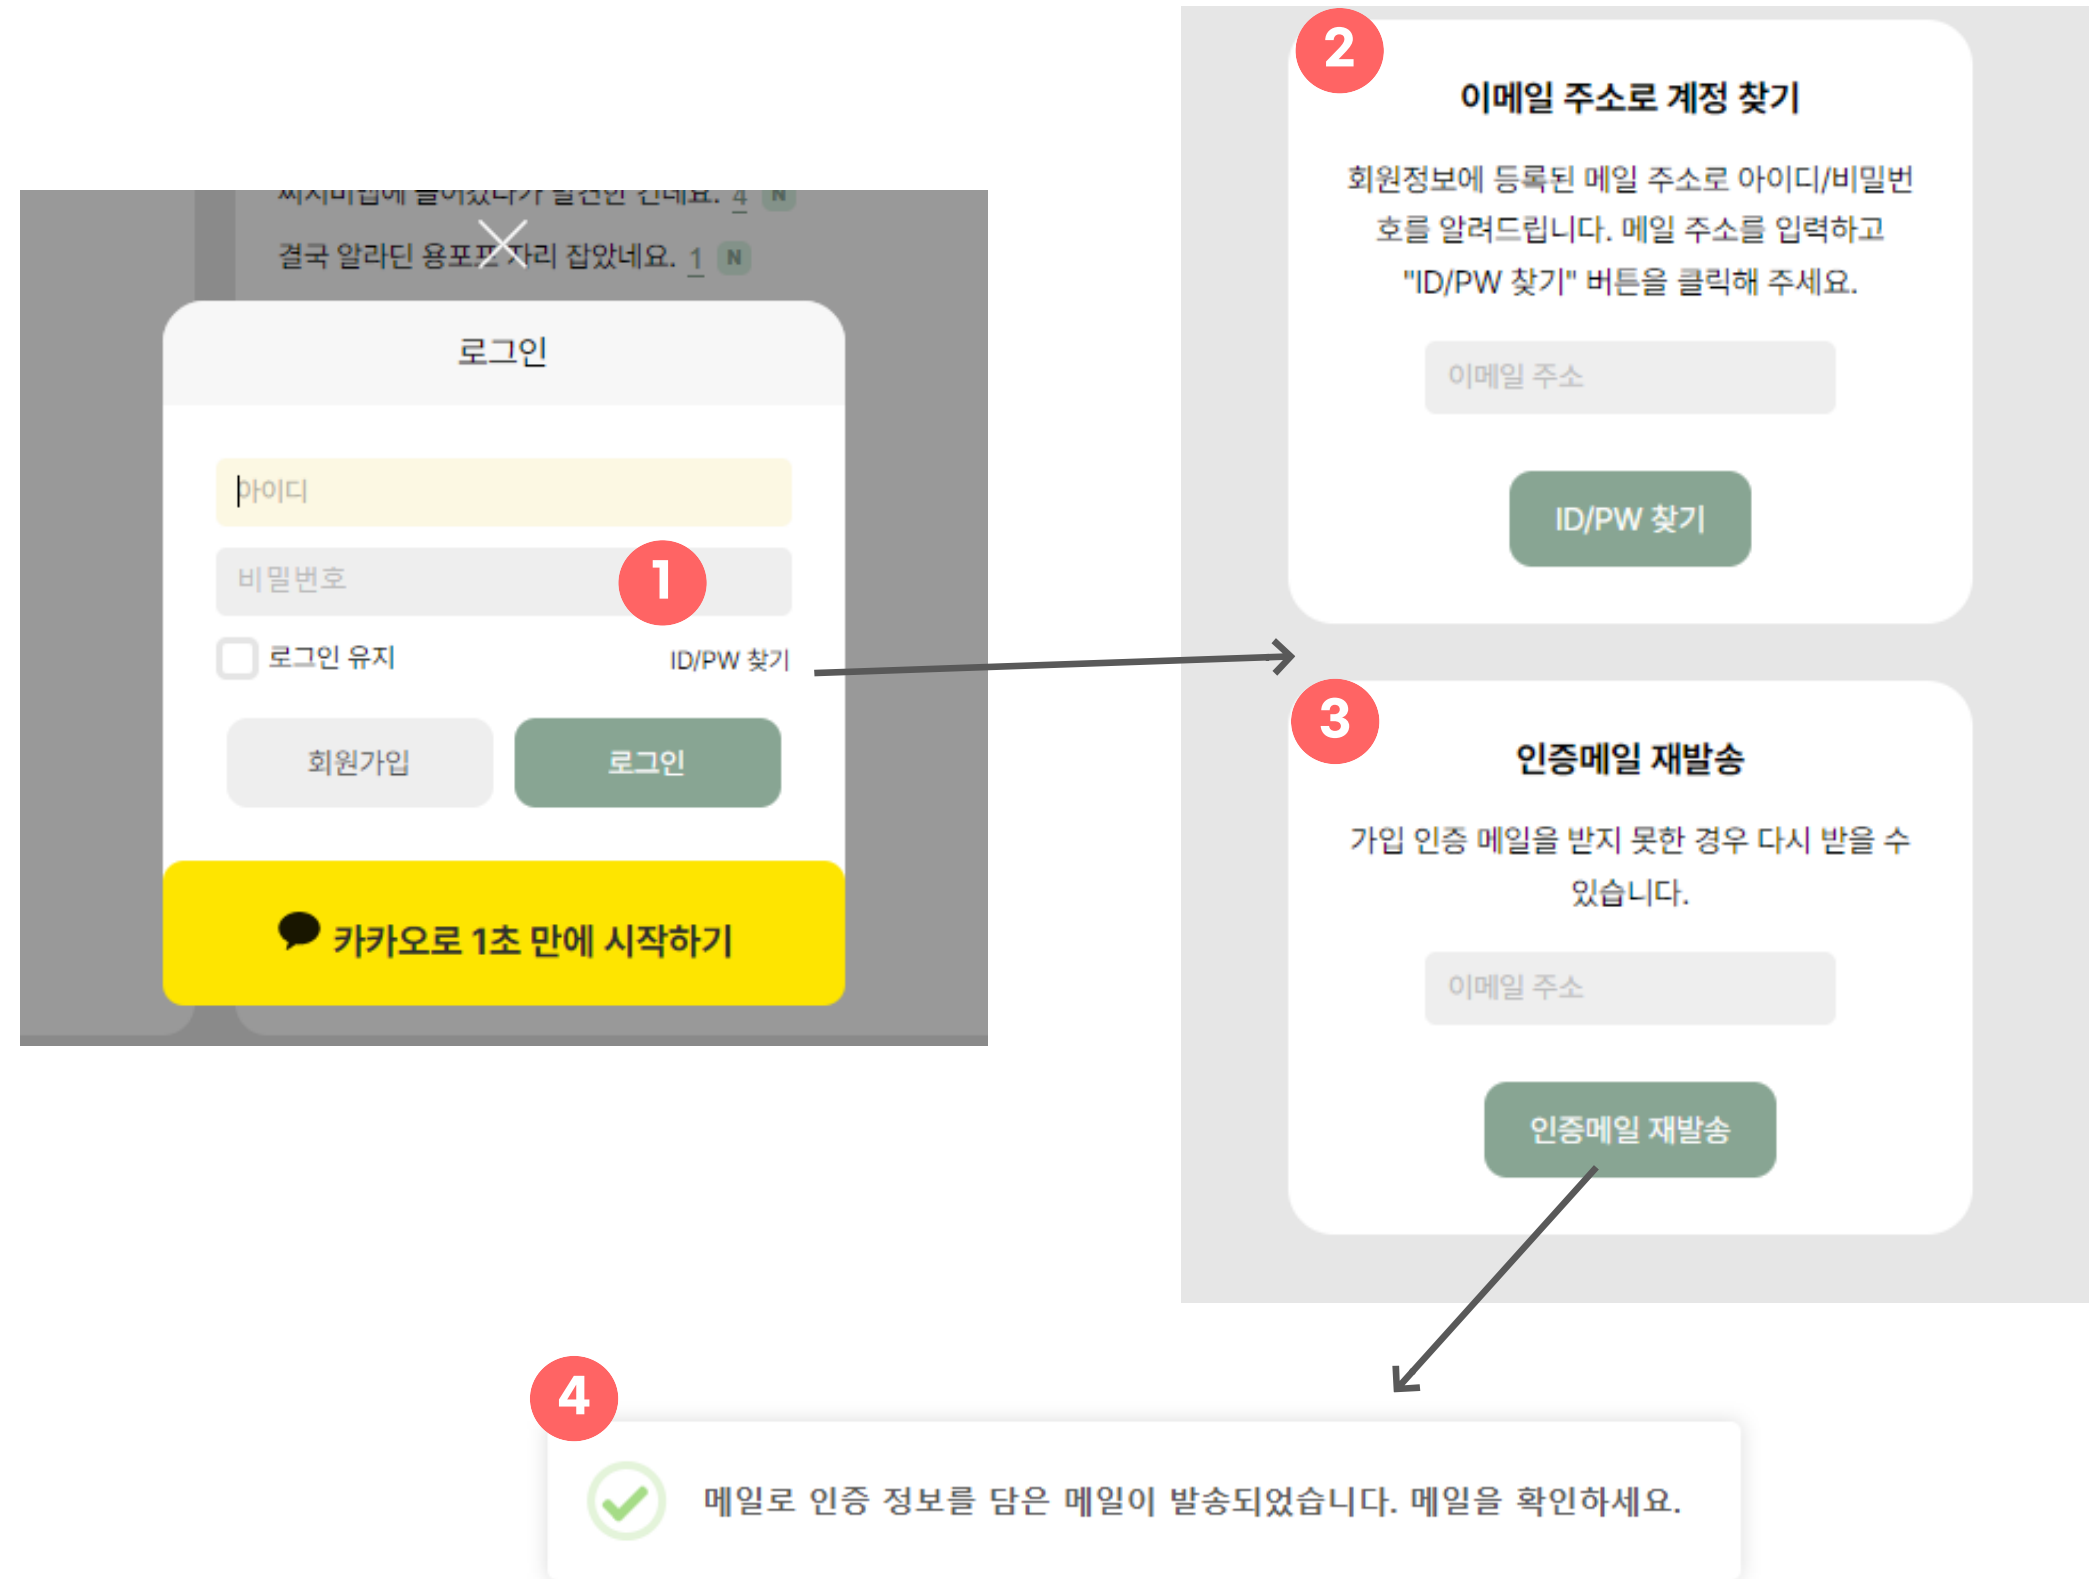 결국 알라딘 용포프 자리 잡았네요. 1 N
로그인
아이디
비밀번호
1
로그인 유지
ID/PW 찾기
회원가입
로그인
카카오로 1초 만에 시작하기
2
이메일 주소로 계정 찾기
회원정보에 등록된 메일 주소로 아이디/비밀번
호를 알려드립니다. 메일 주소를 입력하고
"ID/PW 찾기" 버튼을 클릭해 주세요.
이메일 주소
ID/PW 찾기
3
인증메일 재발송
가입 인증 메일을 받지 못한 경우 다시 받을 수
있습니다.
이메일 주소
인증메일 재발송
4
메일로 인증 정보를 담은 메일이 발송되었습니다. 메일을 확인하세요.